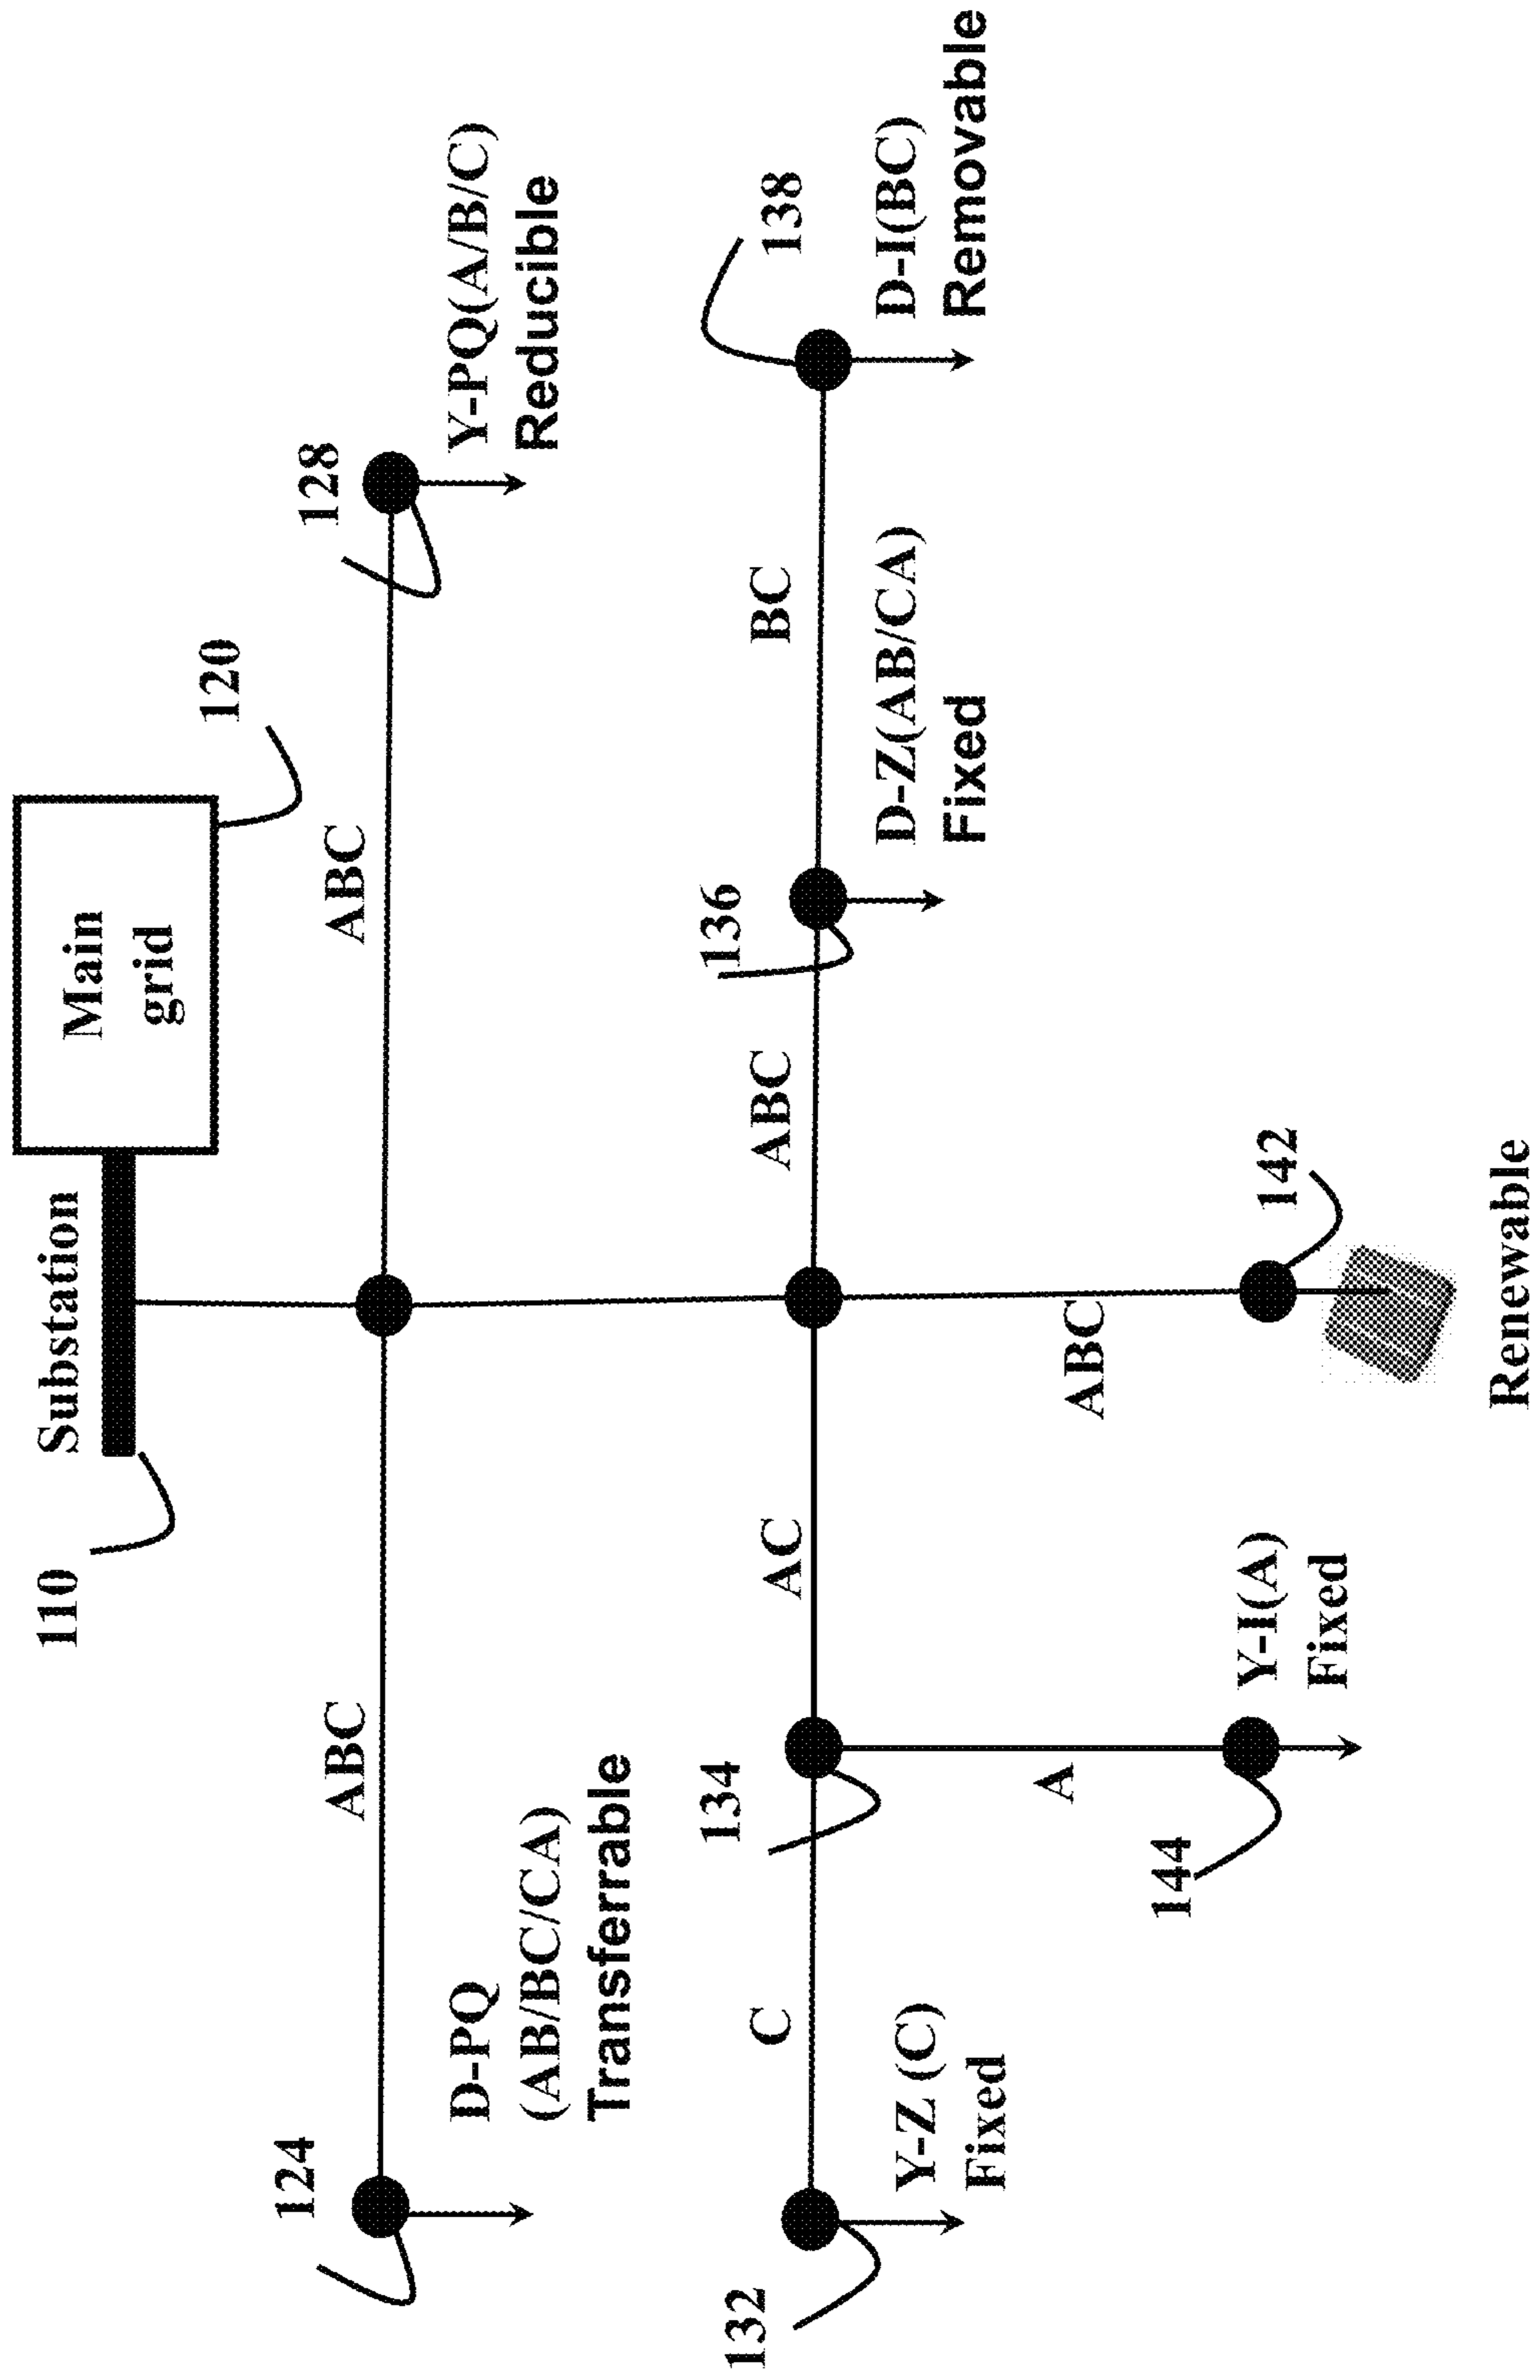 110
Substation
Main
grid
120
124
ABC
ABC
128
D-PQ
(AB/BC/CA)
Transferrable
Y-PQ(A/B/C)
Reducible
132
C
134
AC
ABC
136
BC
138
Y-Z (C)
Fixed
D-Z(AB/CA)
Fixed
D-I(BC)
Removable
A
ABC
144
Y-I(A)
Fixed
142
Renewable